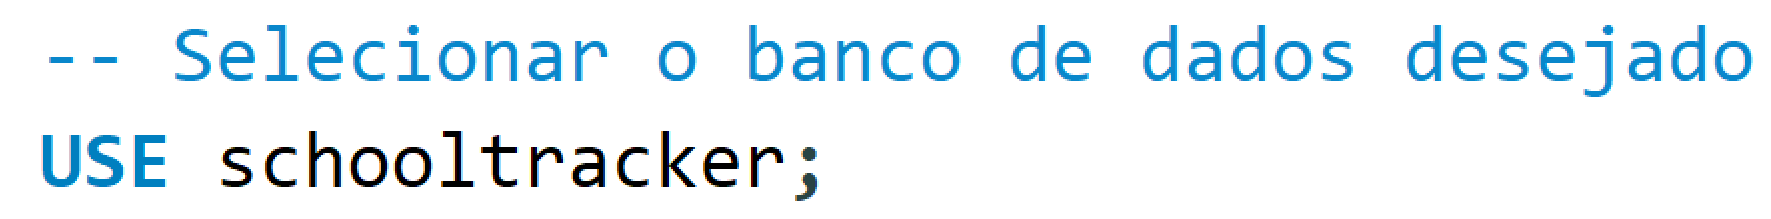 -- Selecionar o banco de dados desejado
USE schooltracker;